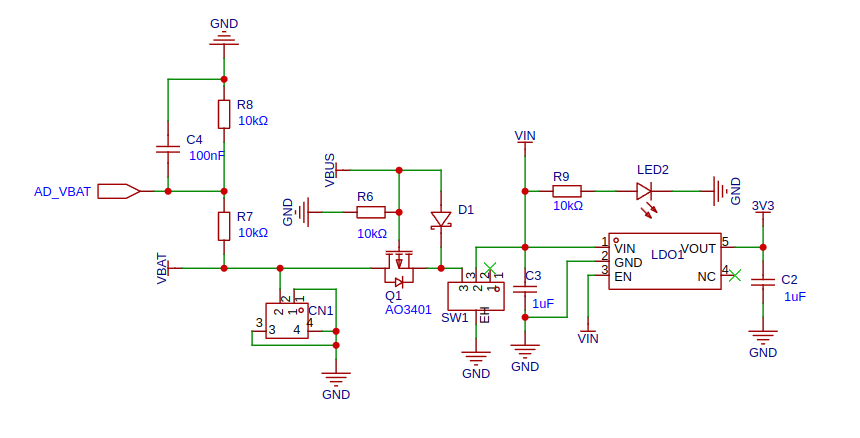 GND
R8
10kΩ
C4
100nF
AD_VBAT
R7
10kΩ
VBAT
VBUS
GND
R6
10kΩ
D1
Q1
AO3401
2
1
2
1
CN1
3
3
4
4
GND
3
2
1
3
2
1
SW1
EH
GND
VIN
R9
10kΩ
LED2
GND
3V3
1
VIN
2
GND
3
EN
LDO1
VOUT
5
NC
4
C3
1uF
GND
VIN
C2
1uF
GND